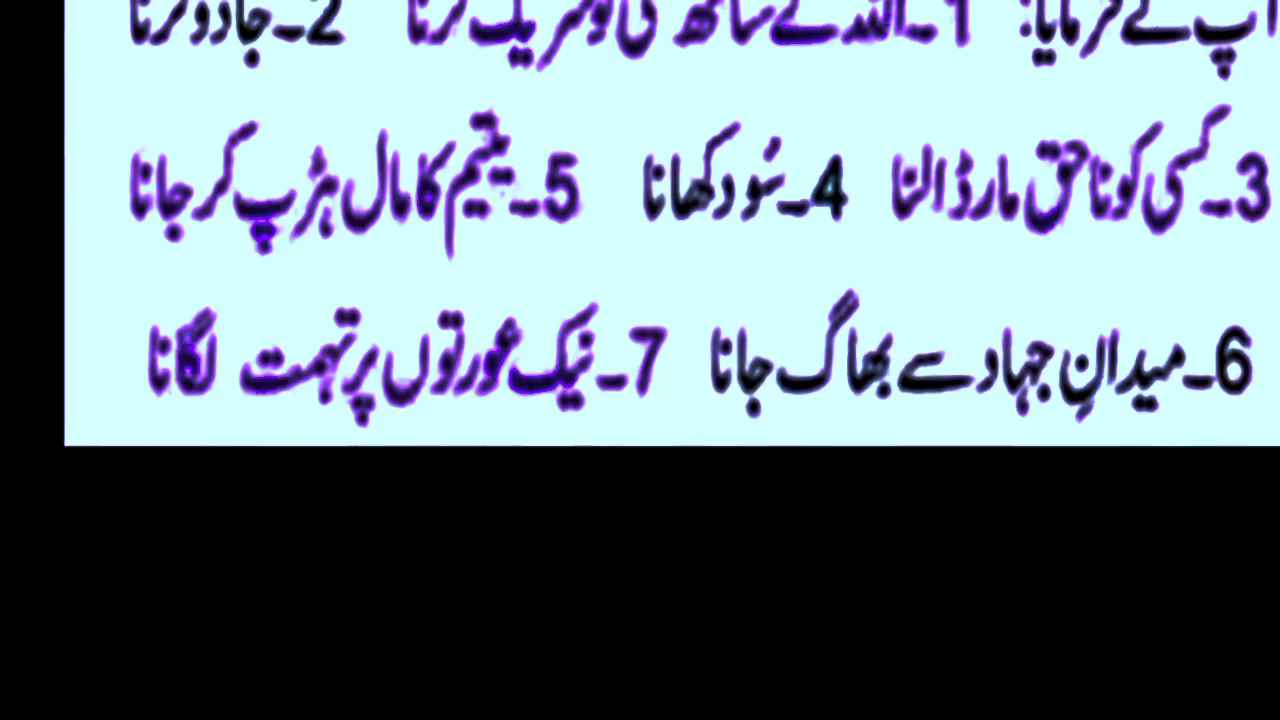 آپ نے فرمایا: 1۔اللہ کے ساتھ کسی کو شریک کرنا 2۔جادو کرنا
3۔کسی کو ناحق مار ڈالنا 4۔سُود کھانا 5۔یتیم کا مال ہڑپ کر جانا
6۔میدانِ جہاد سے بھاگ جانا 7۔نیک عورتوں پر تہمت لگانا